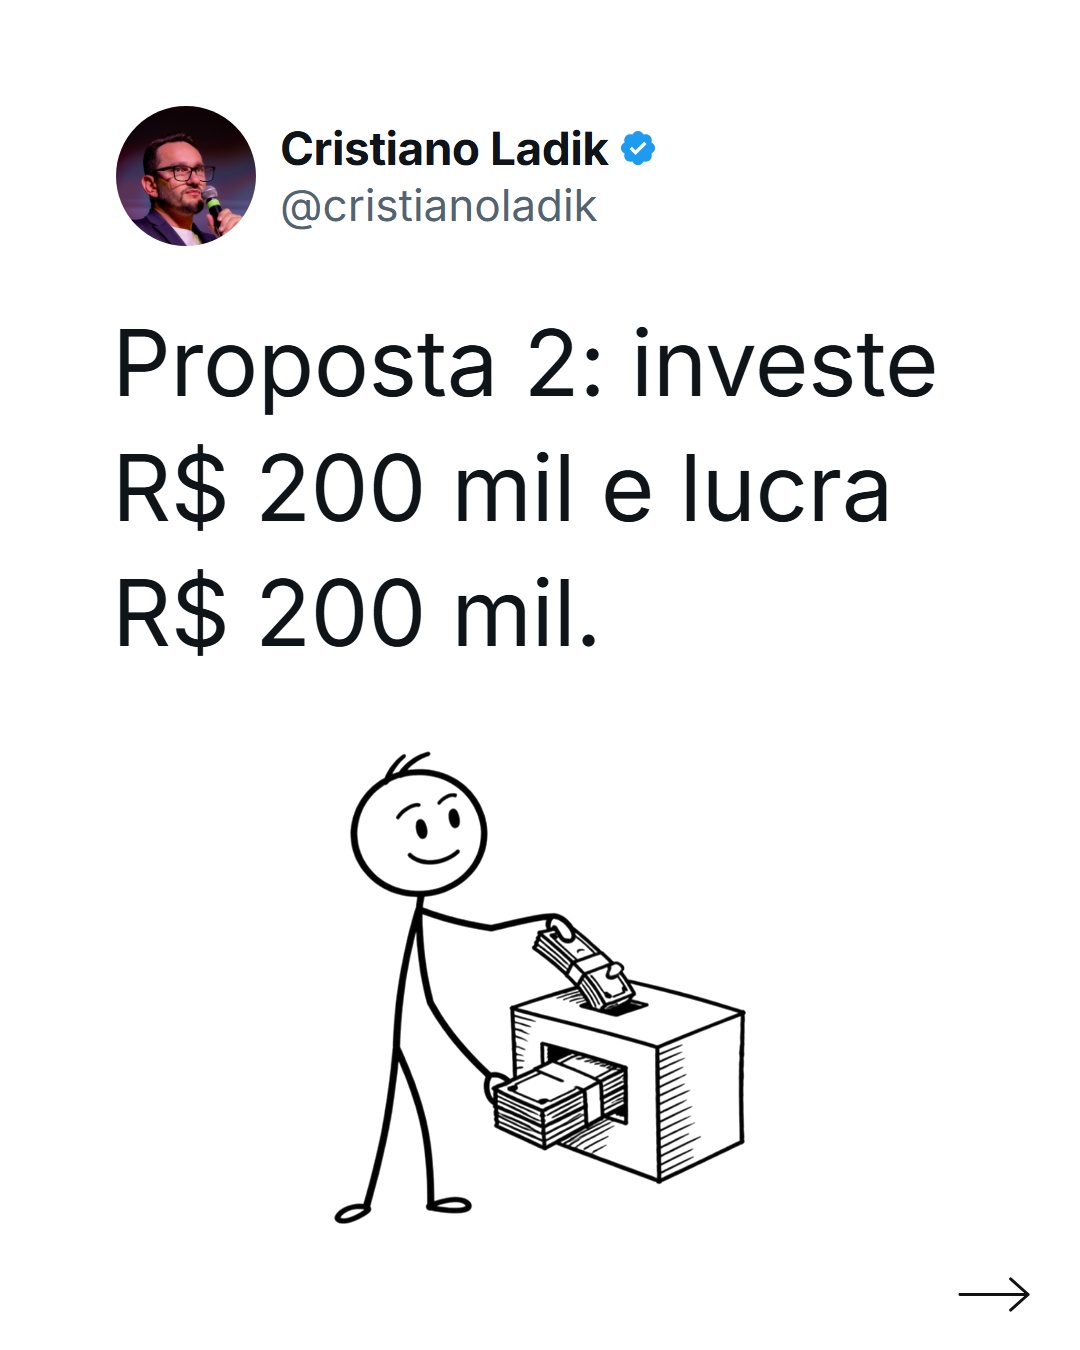 Cristiano Ladik
@cristianoladik
Proposta 2: investe
R$ 200 mil e lucra
R$ 200 mil.